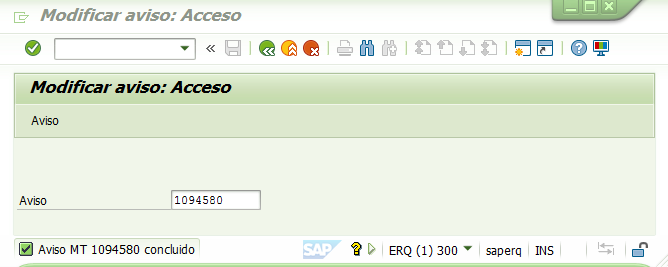 Modificar aviso: Acceso
«
Modificar aviso: Acceso
Aviso
Aviso 1094580
Aviso MT 1094580 concluido SAP ERQ (1) 300 saperq INS